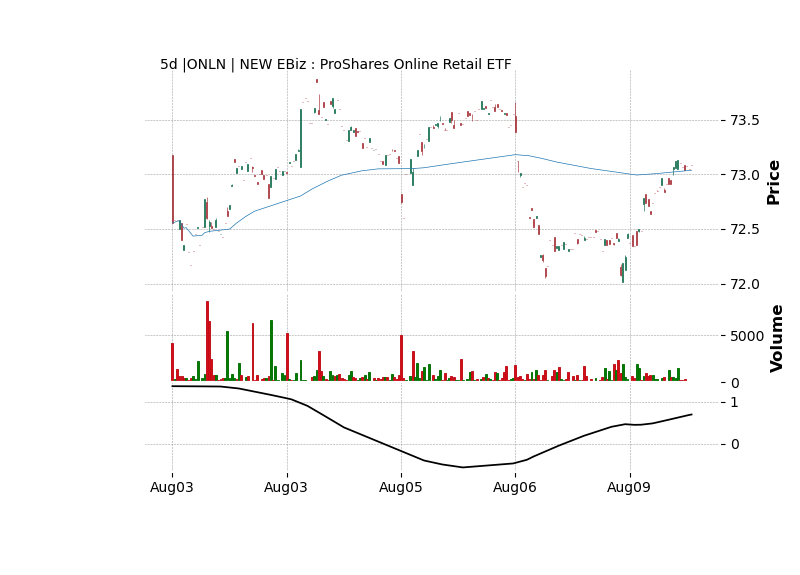 5d |ONLN | NEW EBiz : ProShares Online Retail ETF
73.5
73.0
72.5
72.0
Price
5000
0
Volume
1
0
Aug03 Aug03 Aug05 Aug06 Aug09